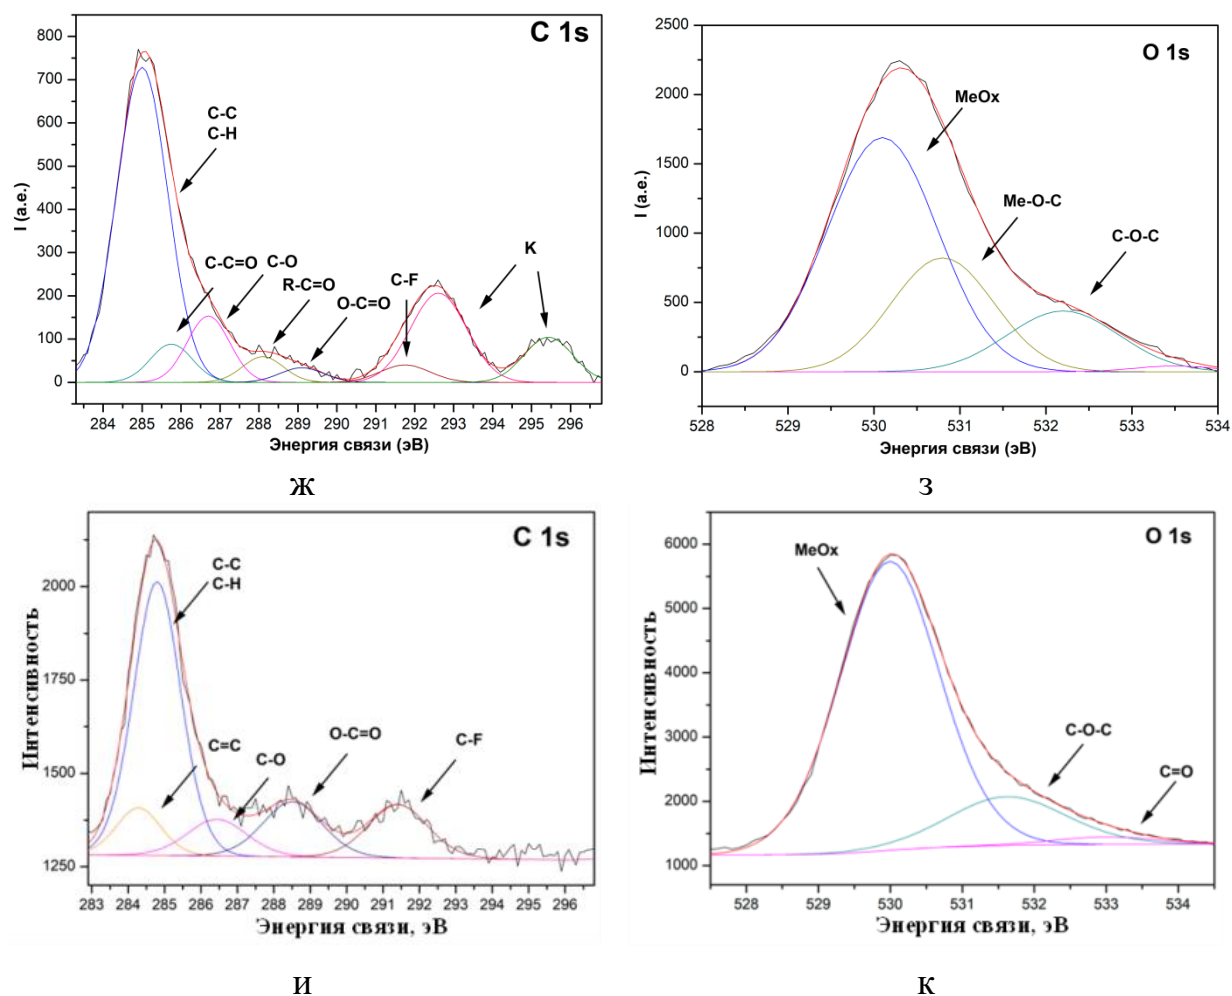 C 1s
800
700
600
500
400
300
200
100
0
I (a.e.)
C-C
C-H
C-C=O
C-O
R-C=O
O-C=O
C-F
K
284 285 286 287 288 289 290 291 292 293 294 295 296
Энергия связи (эВ)
ж
O 1s
2500
2000
1500
1000
500
0
I (a.e.)
MeOx
Me-O-C
C-O-C
528 529 530 531 532 533 534
Энергия связи (эВ)
з
C 1s
2000
1750
1500
1250
Интенсивность
C-C
C-H
C=C
C-O
O-C=O
C-F
283 284 285 286 287 288 289 290 291 292 293 294 295 296
Энергия связи, эВ
и
O 1s
6000
5000
4000
3000
2000
1000
Интенсивность
MeOx
C-O-C
C=O
528 529 530 531 532 533 534
Энергия связи, эВ
к